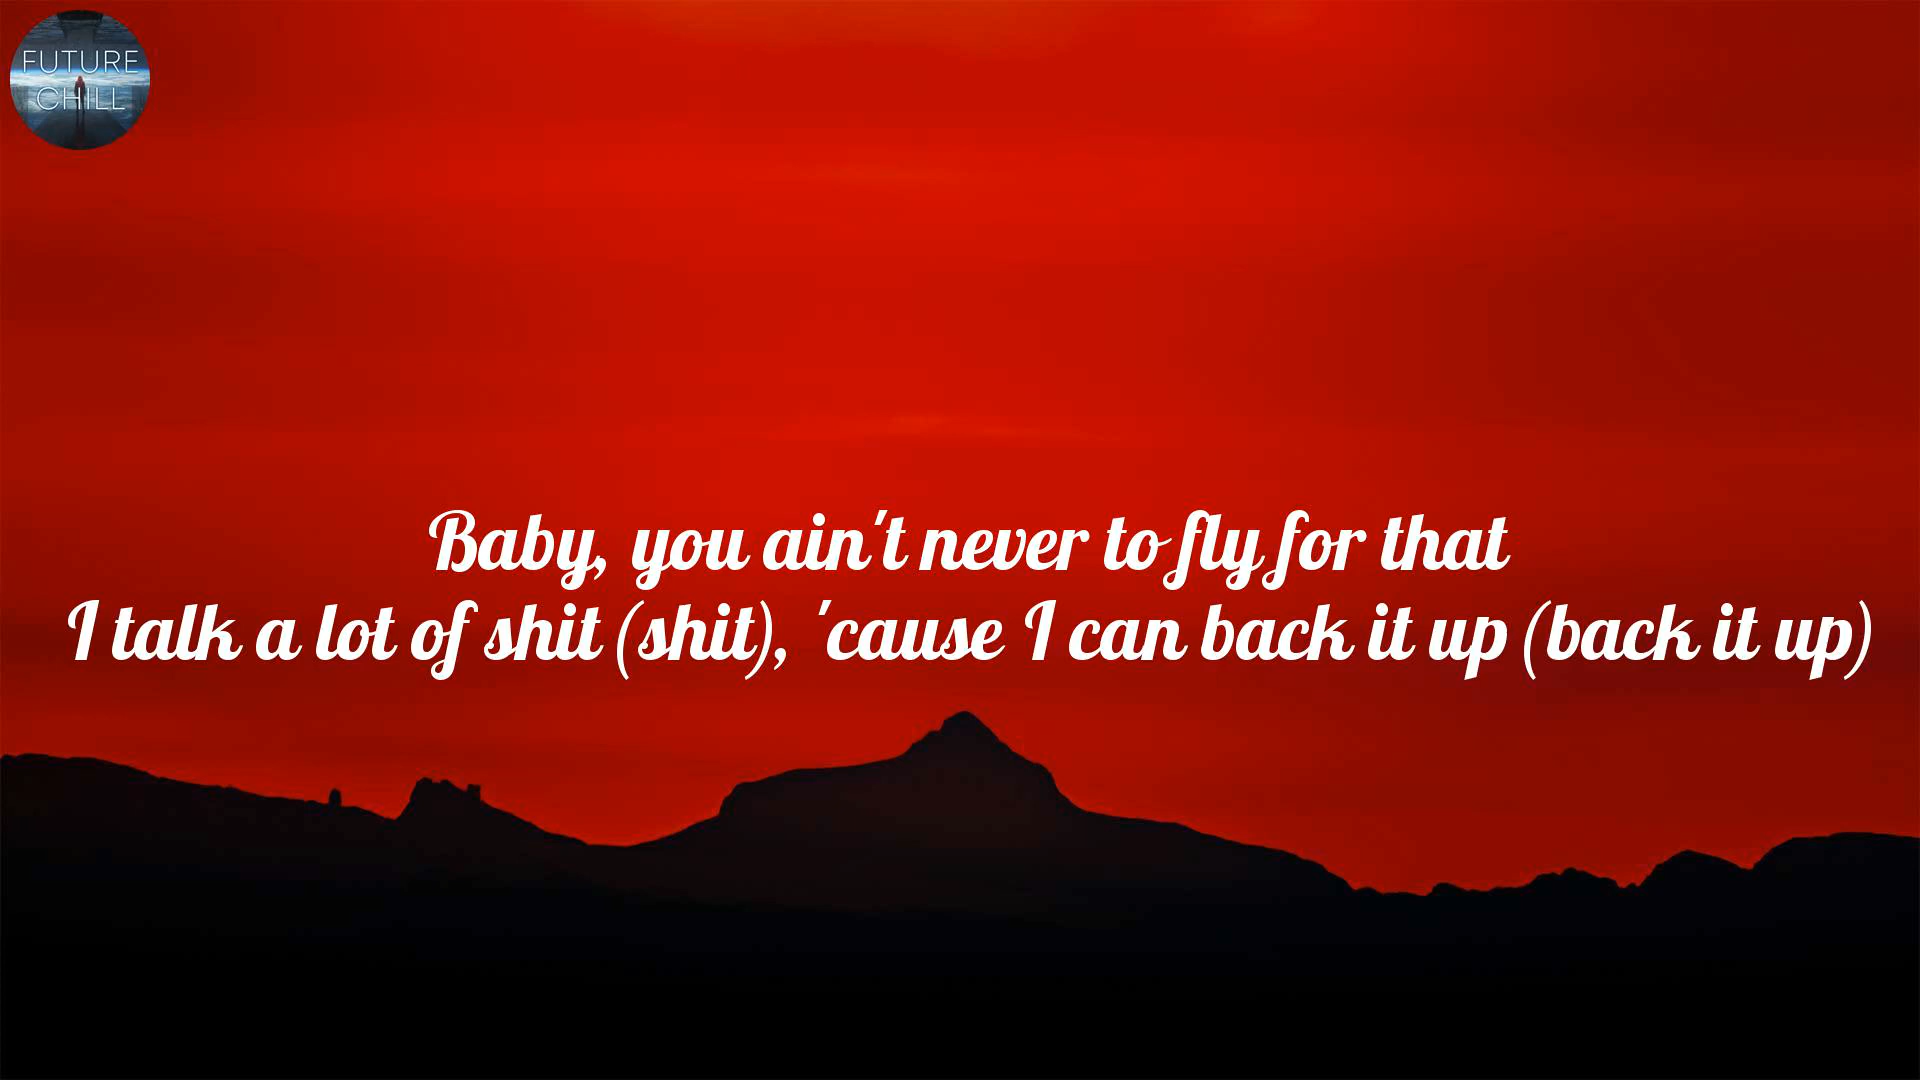 FUTURE
CHILL
Baby, you ain't never to fly for that
I talk a lot of shit (shit), 'cause I can back it up (back it up)